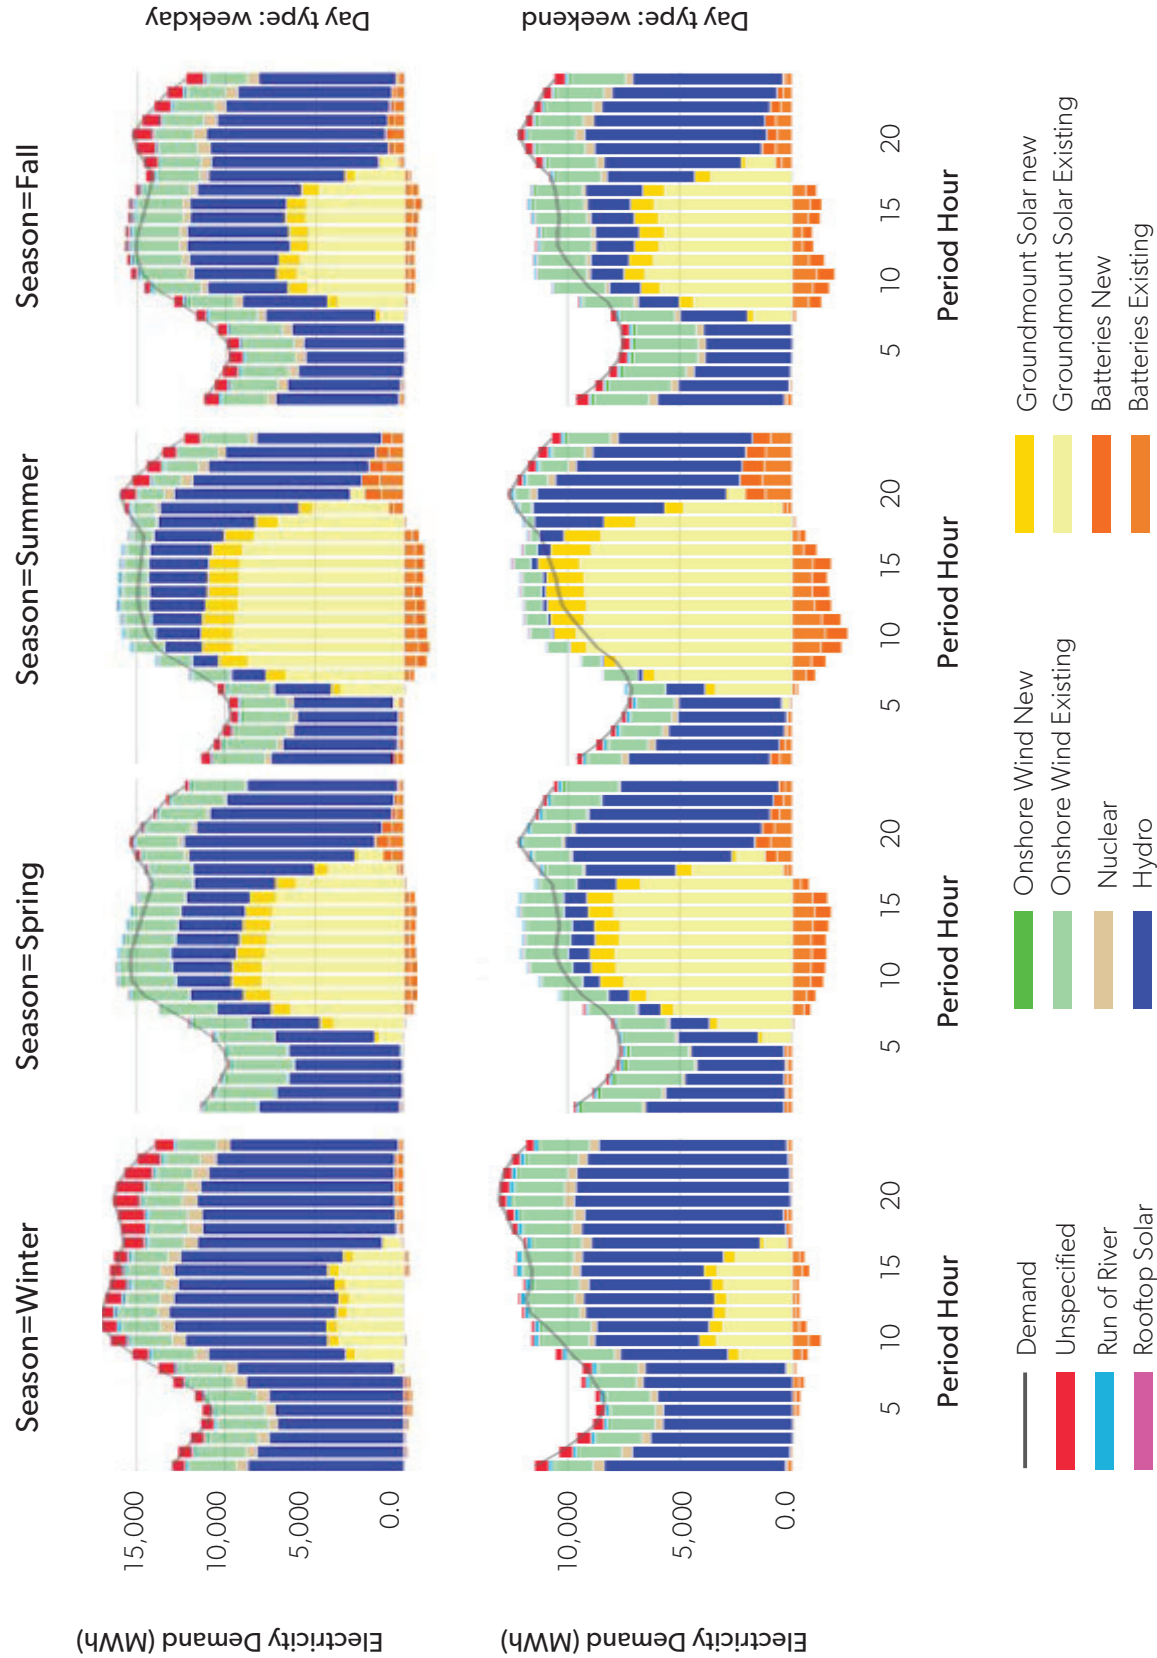 Season=Winter
Season=Spring
Season=Summer
Season=Fall
Electricity Demand (MWh)
15,000
10,000
5,000
0.0
Day type: weekday
Electricity Demand (MWh)
10,000
5,000
0.0
Day type: weekend
5 10 15 20
5 10 15 20
5 10 15 20
5 10 15 20
Period Hour
Period Hour
Period Hour
Period Hour
Demand
Unspecified
Run of River
Rooftop Solar
Onshore Wind New
Onshore Wind Existing
Nuclear
Hydro
Groundmount Solar new
Groundmount Solar Existing
Batteries New
Batteries Existing